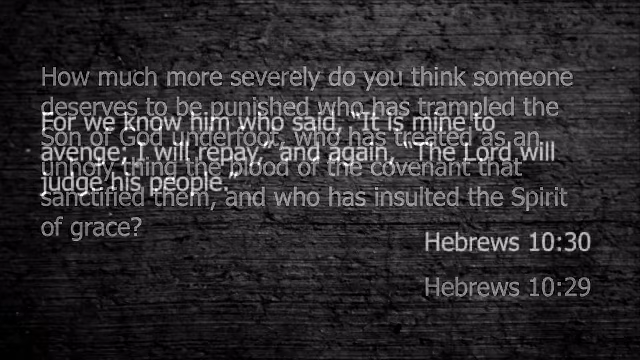 How much more severely do you think someone
deserves to be punished who has trampled the
Son of God underfoot, who has treated as an
unholy thing the blood of the covenant that
sanctified them, and who has insulted the Spirit
of grace?
Hebrews 10:29
For we know him who said, “It is mine to
avenge; I will repay,” and again, “The Lord will
judge his people.”
Hebrews 10:30